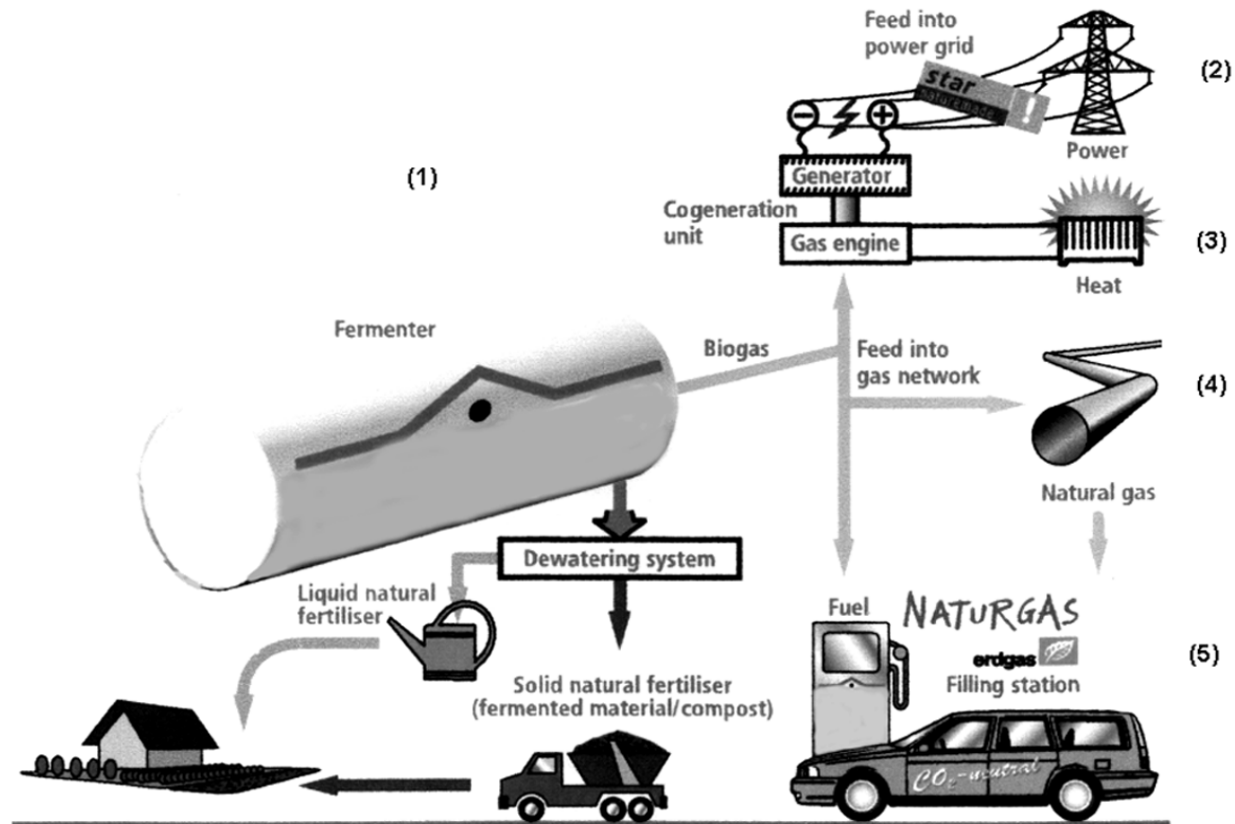 Feed into
power grid
(2)
star
Power
(1)
Generator
Cogeneration
unit
Gas engine
(3)
Heat
Fermenter
Biogas
Feed into
gas network
(4)
Natural gas
Dewatering system
Liquid natural
fertiliser
Fuel
NATURGAS
erdgas
Filling station
(5)
Solid natural fertiliser
(fermented material/compost)
CO₂-neutral